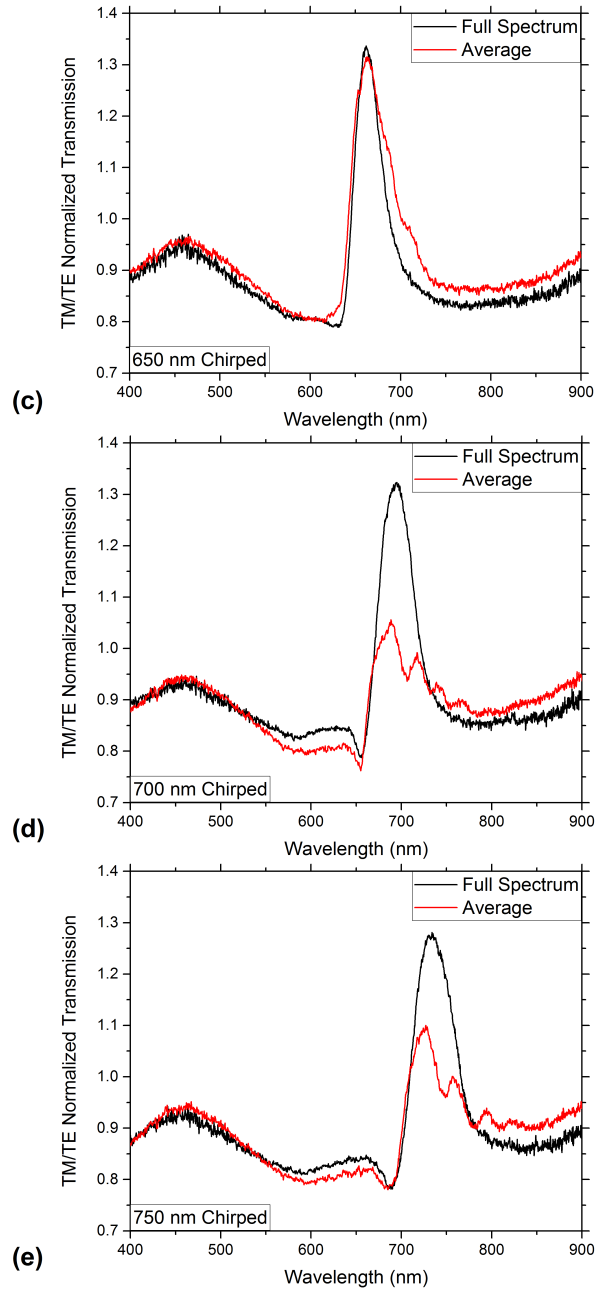 1.4
1.3
1.2
1.1
1.0
0.9
0.8
0.7
TM/TE Normalized Transmission
Full Spectrum
Average
650 nm Chirped
400 500 600 700 800 900
Wavelength (nm)
(c)
1.4
1.3
1.2
1.1
1.0
0.9
0.8
0.7
TM/TE Normalized Transmission
Full Spectrum
Average
700 nm Chirped
400 500 600 700 800 900
Wavelength (nm)
(d)
1.4
1.3
1.2
1.1
1.0
0.9
0.8
0.7
TM/TE Normalized Transmission
Full Spectrum
Average
750 nm Chirped
400 500 600 700 800 900
Wavelength (nm)
(e)